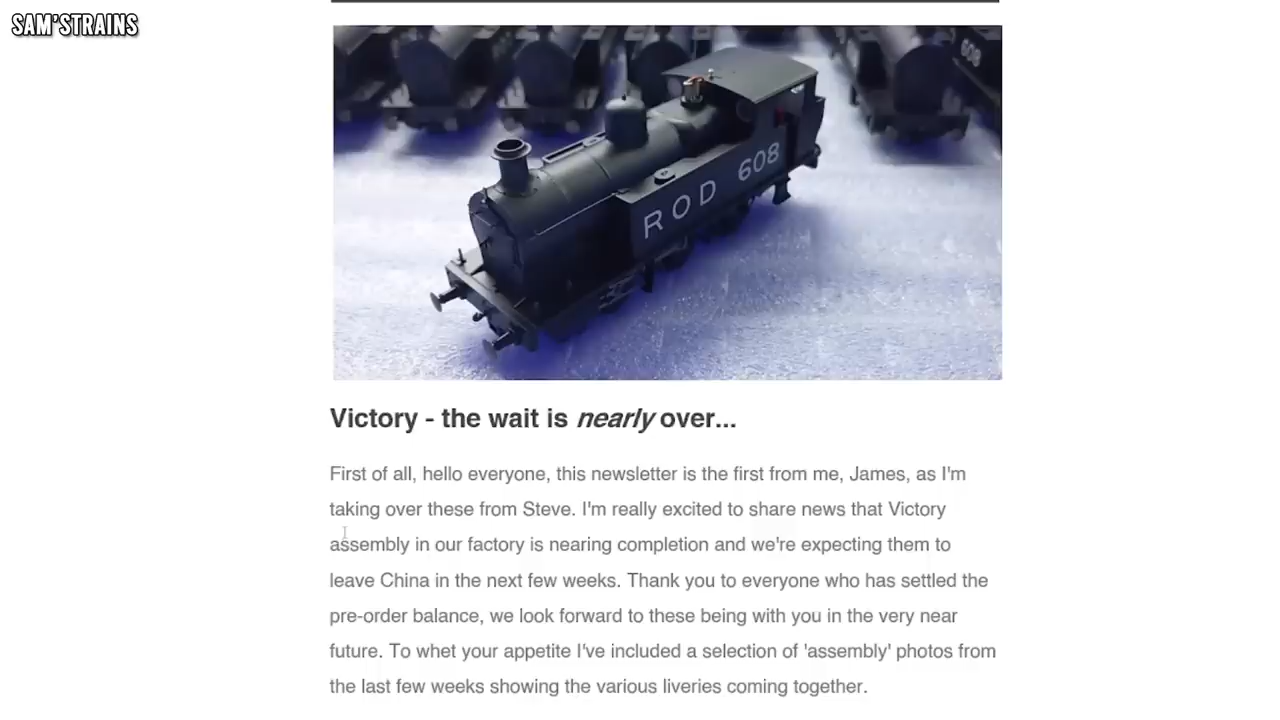 SAM'STRAINS
608
ROD 608
Victory - the wait is nearly over...
First of all, hello everyone, this newsletter is the first from me, James, as I'm
taking over these from Steve. I'm really excited to share news that Victory
assembly in our factory is nearing completion and we're expecting them to
leave China in the next few weeks. Thank you to everyone who has settled the
pre-order balance, we look forward to these being with you in the very near
future. To whet your appetite I've included a selection of 'assembly' photos from
the last few weeks showing the various liveries coming together.